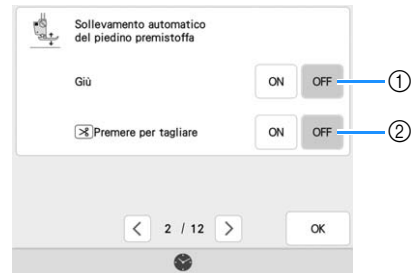 Sollevamento automatico
del piedino premistoffa
Giù ON OFF ①
Premere per tagliare ON OFF ②
< 2 / 12 > OK